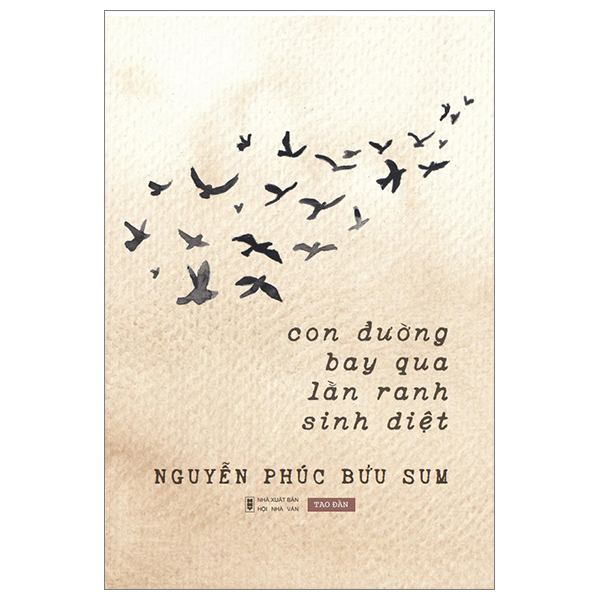 con đường
bay qua
lằn ranh
sinh diệt
NGUYỄN PHÚC BỬU SUM
NHÀ XUẤT BẢN
HỘI NHÀ VĂN
TAO ĐÀN